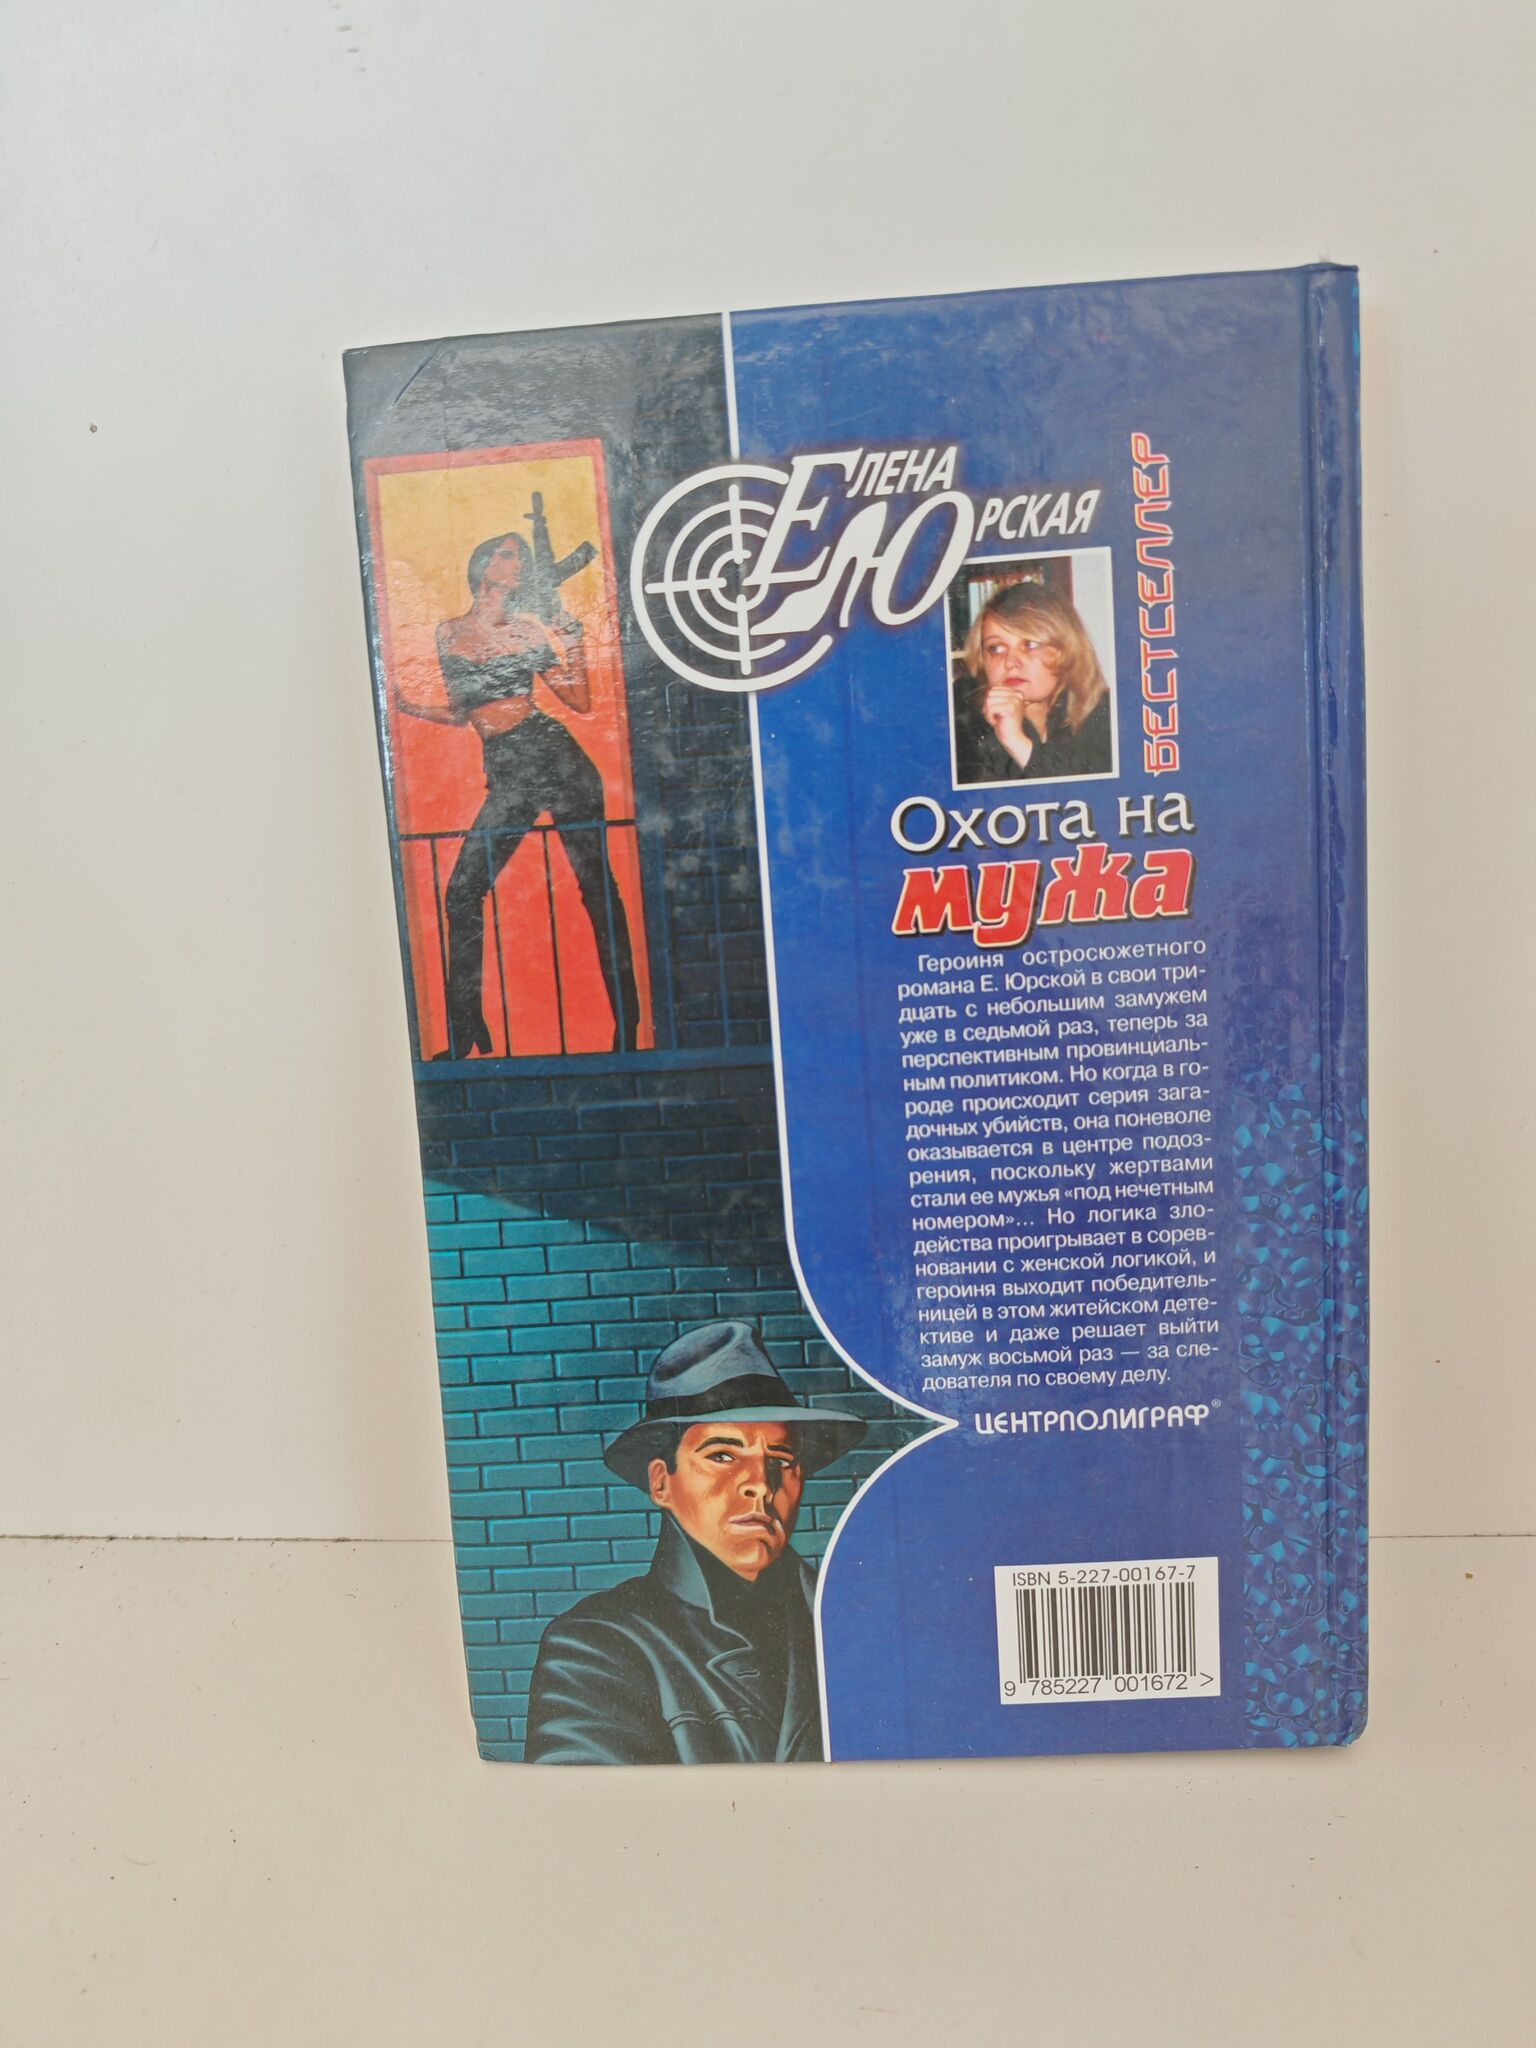 ЕЛЕНА
ЮРСКАЯ
ЕЮ
БЕСТСЕЛЛЕР
Охота на
мужа
Героиня остросюжетного
романа Е. Юрской в свои три-
дцать с небольшим замужем
уже в седьмой раз, теперь за
перспективным провинциаль-
ным политиком. Но когда в го-
роде происходит серия зага-
дочных убийств, она поневоле
оказывается в центре подоз-
рения, поскольку жертвами
стали ее мужья «под нечетным
номером»... Но логика зло-
действа проигрывает в сорев-
новании с женской логикой, и
героиня выходит победитель-
ницей в этом житейском дете-
ктиве и даже решает выйти
замуж восьмой раз — за сле-
дователя по своему делу.
ЦЕНТРПОЛИГРАФ®
ISBN 5-227-00167-7
9 785227 001672 >